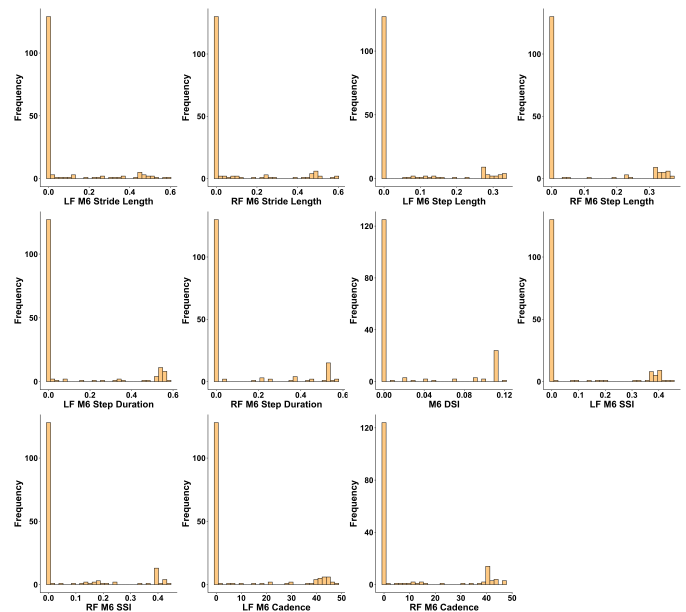 Frequency
100
50
0
0.0 0.2 0.4 0.6
LF M6 Stride Length
Frequency
100
50
0
0.0 0.2 0.4 0.6
RF M6 Stride Length
Frequency
100
50
0
0.0 0.1 0.2 0.3
LF M6 Step Length
Frequency
100
50
0
0.0 0.1 0.2 0.3
RF M6 Step Length
Frequency
100
50
0
0.0 0.2 0.4 0.6
LF M6 Step Duration
Frequency
100
50
0
0.0 0.2 0.4 0.6
RF M6 Step Duration
Frequency
120
80
40
0
0.00 0.04 0.08 0.12
M6 DSI
Frequency
100
50
0
0.0 0.1 0.2 0.3 0.4
LF M6 SSI
Frequency
100
50
0
0.0 0.1 0.2 0.3 0.4
RF M6 SSI
Frequency
100
50
0
0 10 20 30 40 50
LF M6 Cadence
Frequency
120
80
40
0
0 10 20 30 40 50
RF M6 Cadence